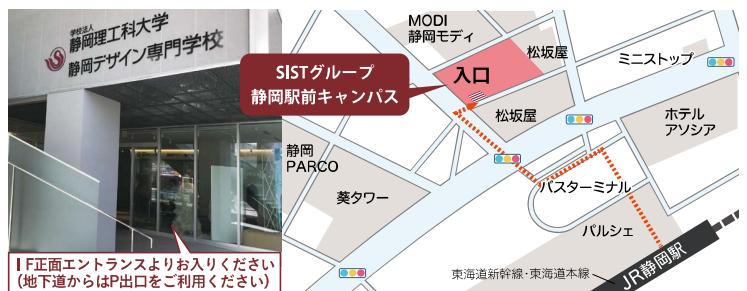 学校法人
静岡理工科大学
静岡デザイン専門学校
1F正面エントランスよりお入りください
(地下道からはP出口をご利用ください)
MODI
静岡モディ
松坂屋
ミニストップ
SISTグループ
静岡駅前キャンパス
入口
松坂屋
ホテル
アソシア
静岡
PARCO
葵タワー
バスターミナル
パルシェ
東海道新幹線・東海道本線
JR静岡駅